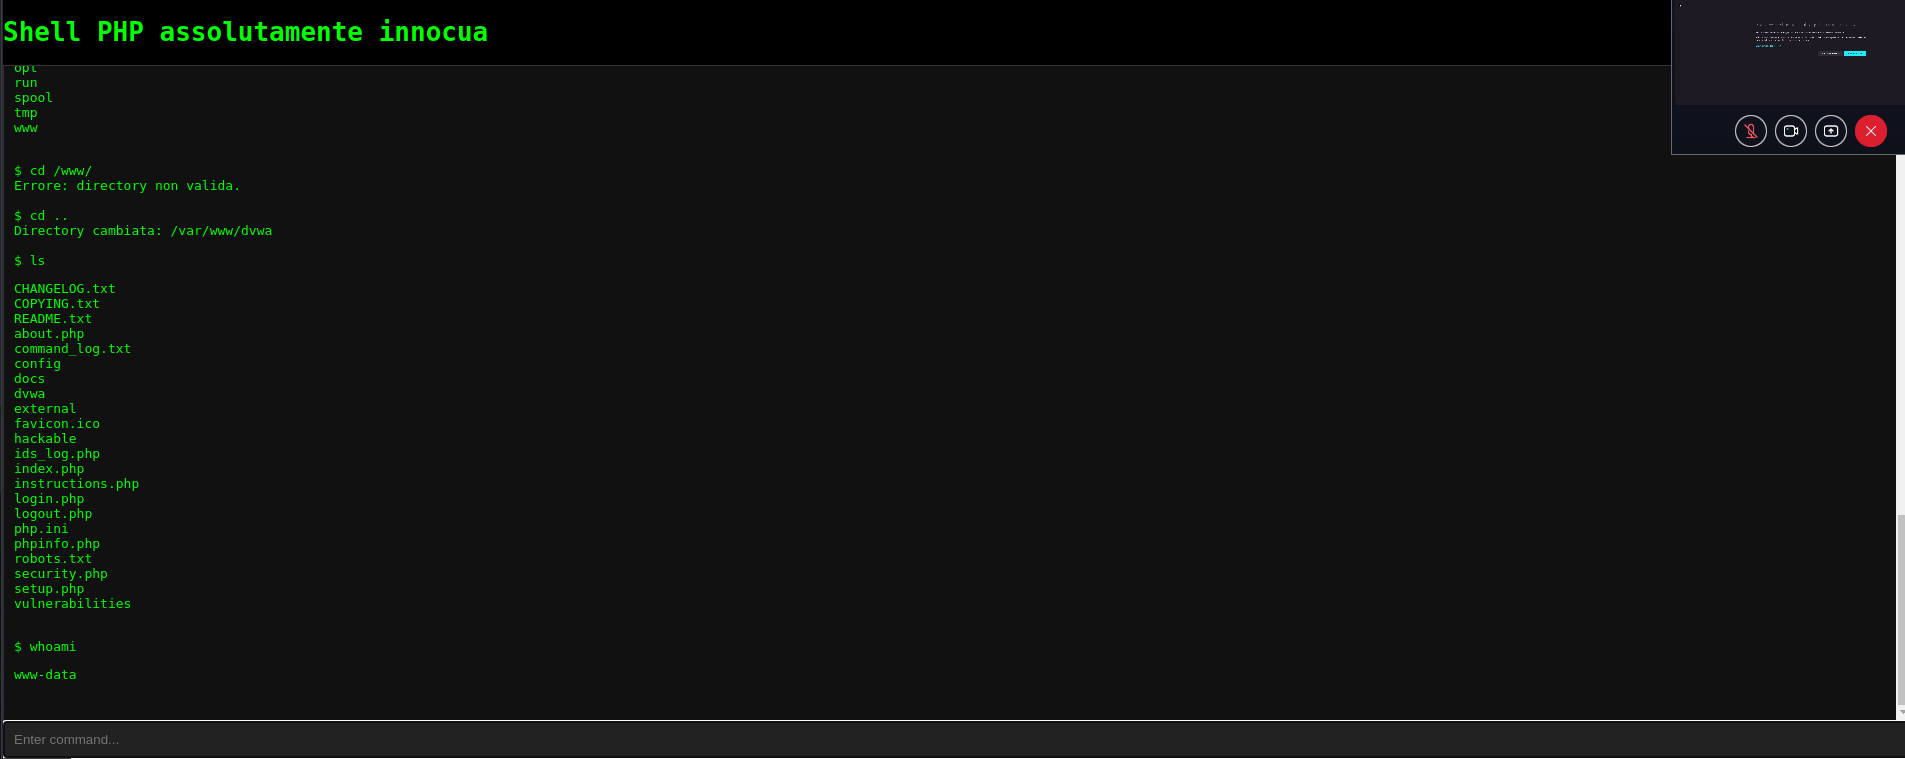 Shell PHP assolutamente innocua
opt
run
spool
tmp
www
$ cd /www/
Errore: directory non valida.
$ cd ..
Directory cambiata: /var/www/dvwa
$ ls
CHANGELOG.txt
COPYING.txt
README.txt
about.php
command_log.txt
config
docs
dvwa
external
favicon.ico
hackable
ids_log.php
index.php
instructions.php
login.php
logout.php
php.ini
phpinfo.php
robots.txt
security.php
setup.php
vulnerabilities
$ whoami
www-data
Enter command...